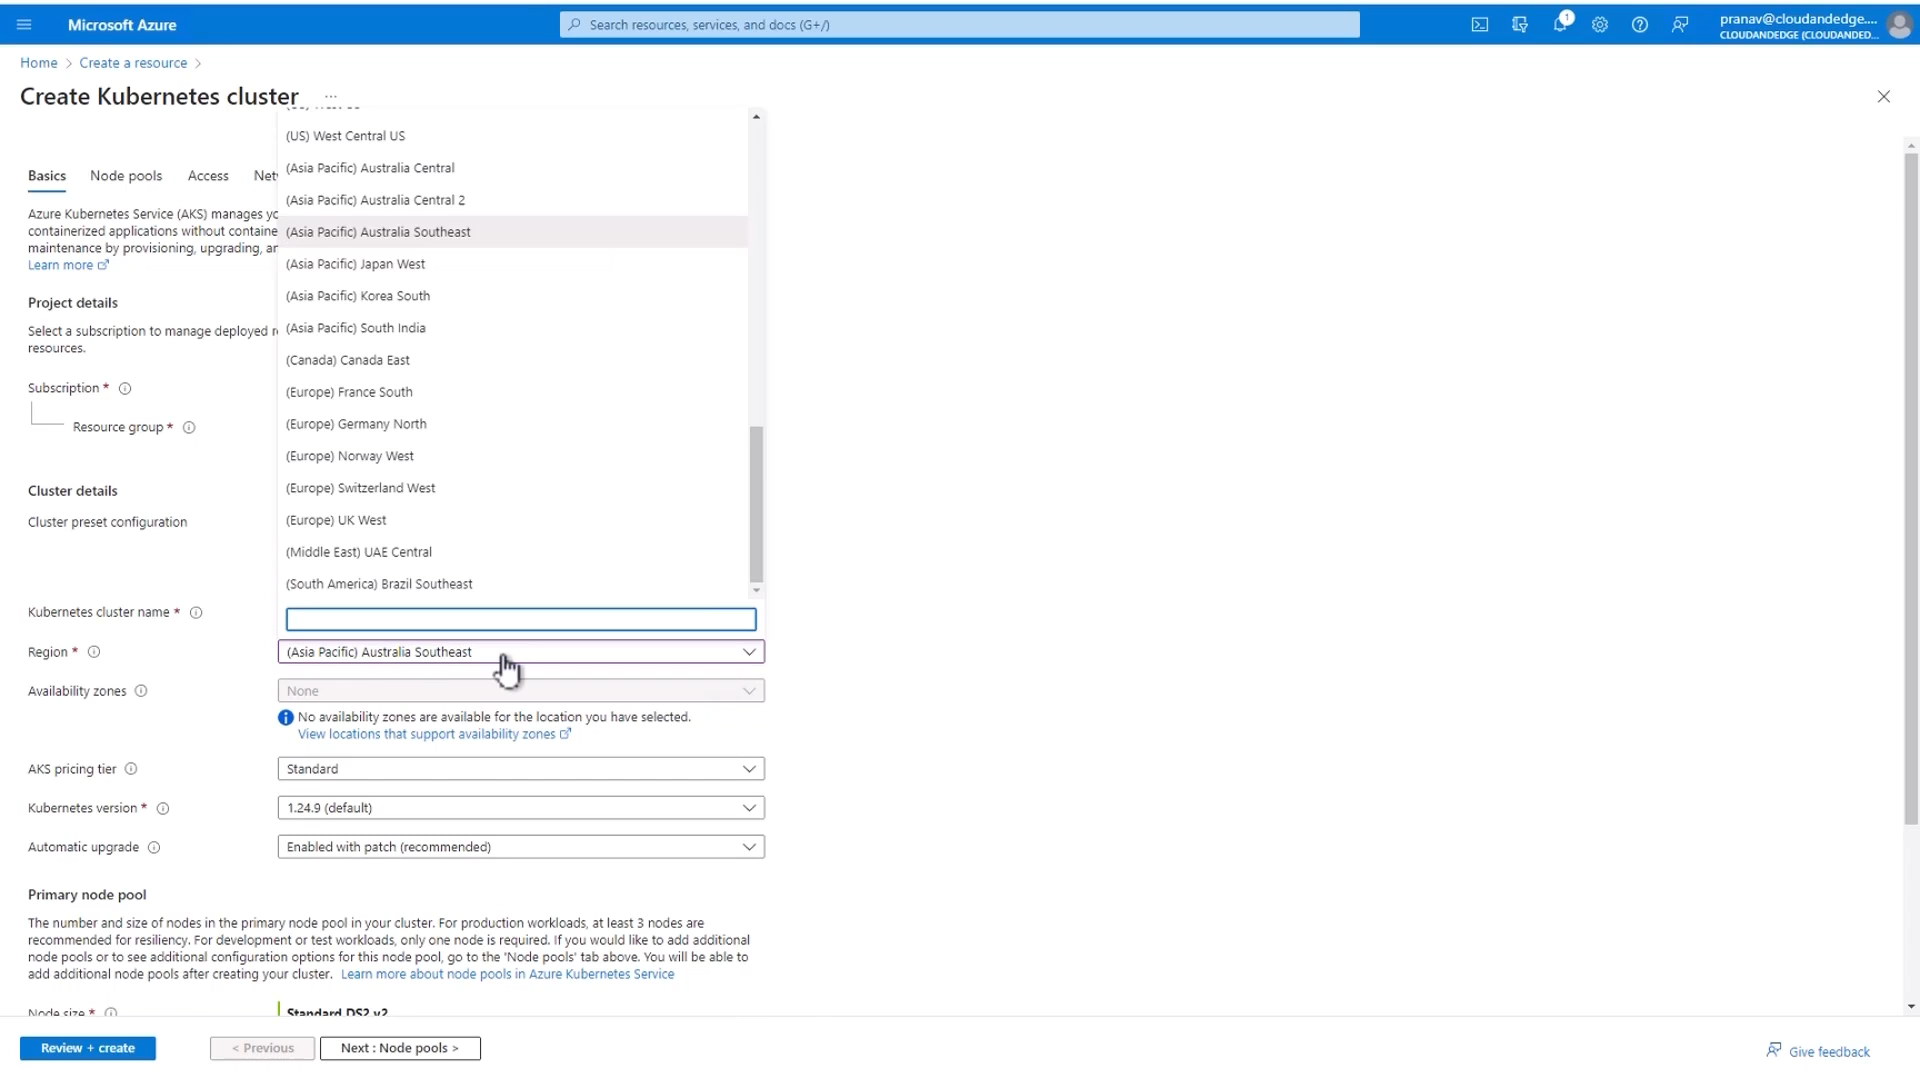 Microsoft Azure
Search resources, services, and docs (G+/)
1
pranav@cloudandedge....
CLOUDANDEDGE (CLOUDANDED...
Home > Create a resource >
Create Kubernetes cluster ...
(US) West Central US
(Asia Pacific) Australia Central
(Asia Pacific) Australia Central 2
(Asia Pacific) Australia Southeast
(Asia Pacific) Japan West
(Asia Pacific) Korea South
(Asia Pacific) South India
(Canada) Canada East
(Europe) France South
(Europe) Germany North
(Europe) Norway West
(Europe) Switzerland West
(Europe) UK West
(Middle East) UAE Central
(South America) Brazil Southeast
Basics Node pools Access Net
Azure Kubernetes Service (AKS) manages yo
containerized applications without containe
maintenance by provisioning, upgrading, an
Learn more
Project details
Select a subscription to manage deployed r
resources.
Subscription *
Resource group *
Cluster details
Cluster preset configuration
Kubernetes cluster name *
Region * (Asia Pacific) Australia Southeast
Availability zones None
No availability zones are available for the location you have selected.
View locations that support availability zones
AKS pricing tier Standard
Kubernetes version * 1.24.9 (default)
Automatic upgrade Enabled with patch (recommended)
Primary node pool
The number and size of nodes in the primary node pool in your cluster. For production workloads, at least 3 nodes are
recommended for resiliency. For development or test workloads, only one node is required. If you would like to add additional
node pools or to see additional configuration options for this node pool, go to the 'Node pools' tab above. You will be able to
add additional node pools after creating your cluster. Learn more about node pools in Azure Kubernetes Service
Node size * Standard DS2 v2
Review + create < Previous Next : Node pools > Give feedback